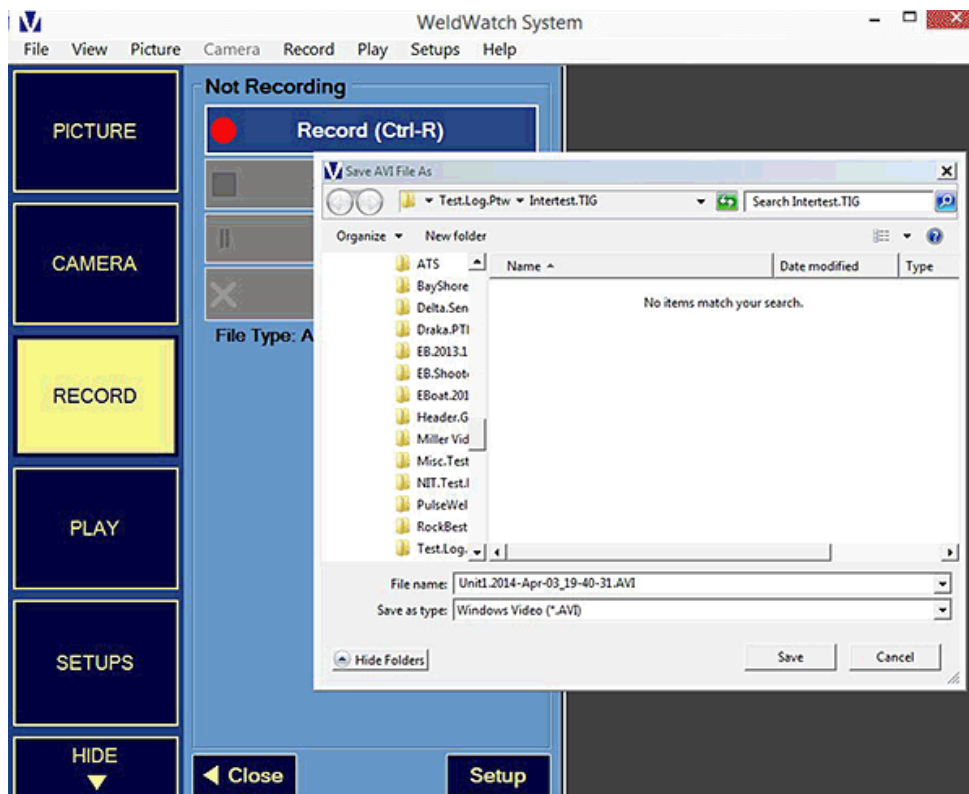 WeldWatch System
File View Picture Camera Record Play Setups Help
PICTURE
CAMERA
RECORD
PLAY
SETUPS
HIDE
Not Recording
Record (Ctrl-R)
File Type: A
Close
Setup
Save AVI File As
Test.Log.Ptw Intertest.TIG
Search Intertest.TIG
Organize
New folder
ATS
BayShore
Delta.Sen
Draka.PTI
EB.2013.1
EB.Shoot
EBoat.201
Header.G
Miller Vid
Misc.Test
NIT.Test.
PulseWel
RockBest
Test.Log.
Name Date modified Type
No items match your search.
File name: Unit1.2014-Apr-03_19-40-31.AVI
Save as type: Windows Video (*.AVI)
Hide Folders
Save
Cancel